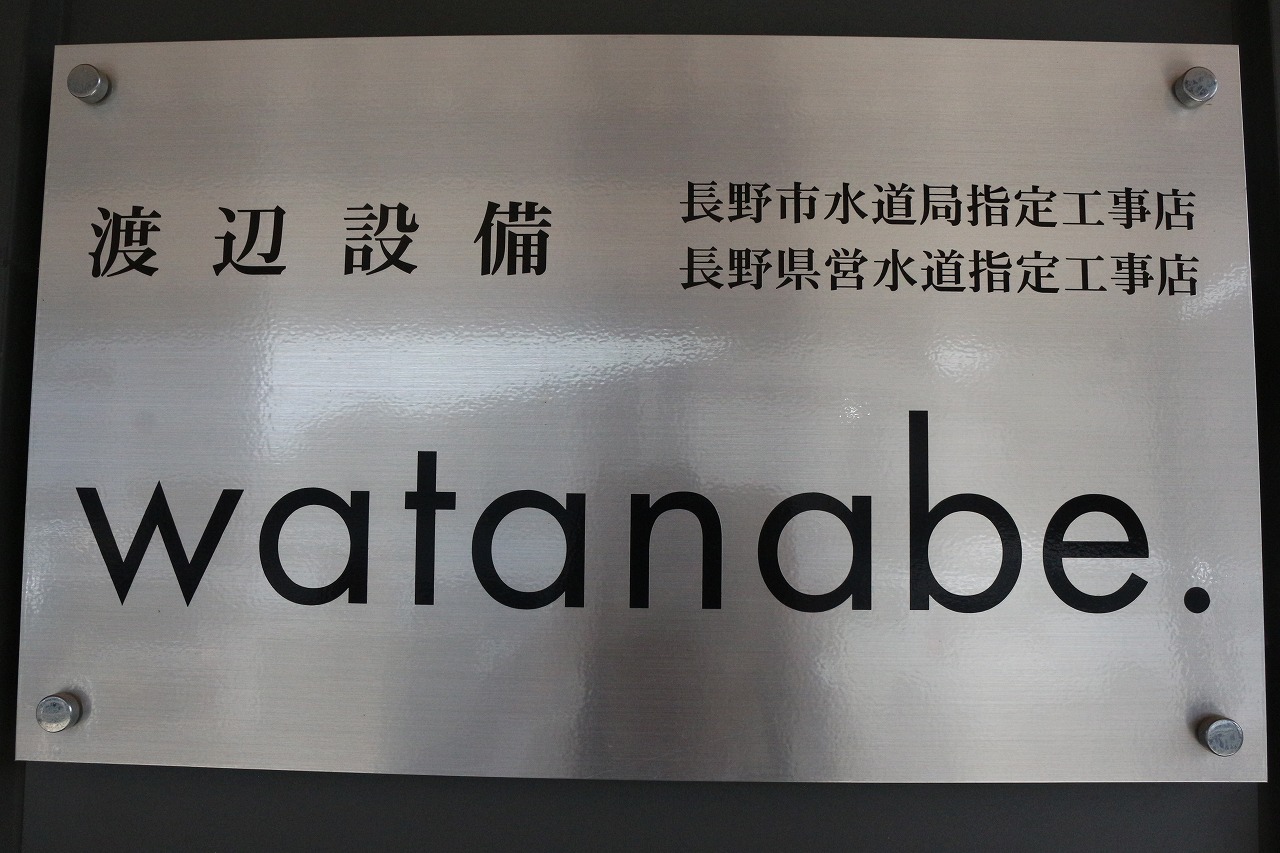 渡辺設備
長野市水道局指定工事店
長野県営水道指定工事店
watanabe.